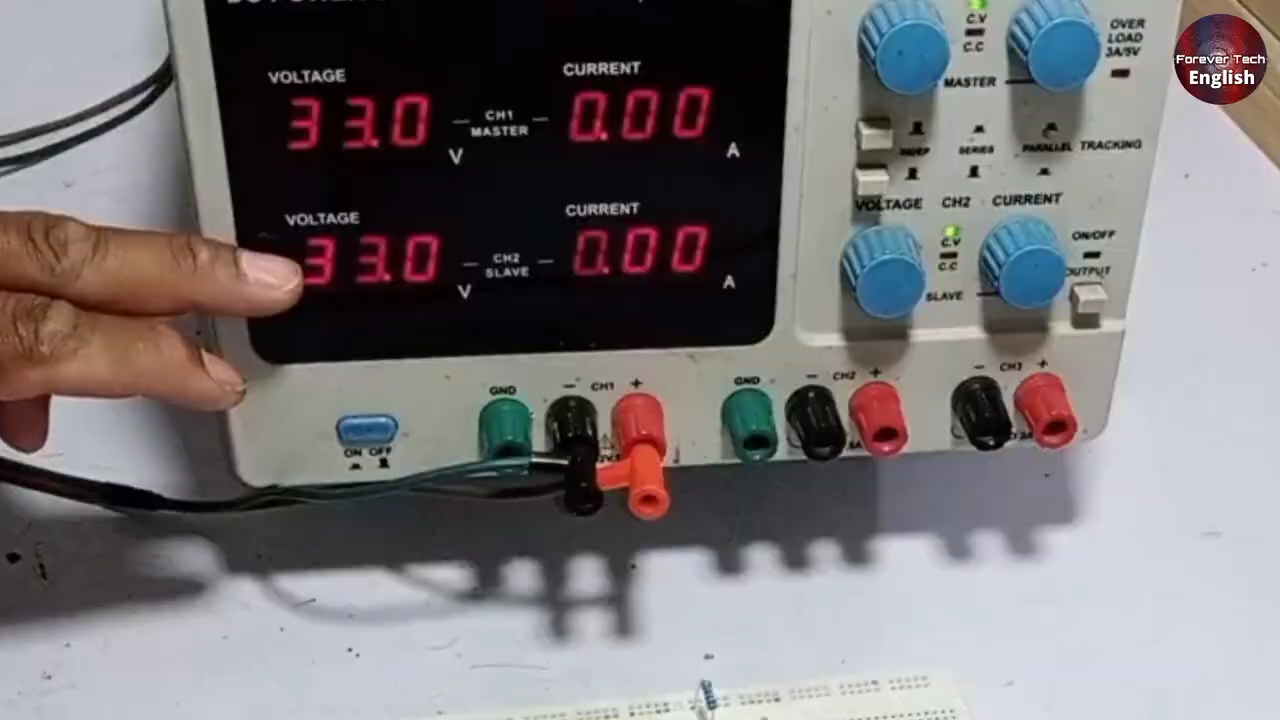 Forever Tech
English
VOLTAGE
33.0
V
CH1
MASTER
CURRENT
0.00
A
VOLTAGE
33.0
V
CH2
SLAVE
CURRENT
0.00
A
C.V
C.C
OVER
LOAD
3A/5V
MASTER
INDEP
SERIES
PARALLEL
TRACKING
VOLTAGE CH2 CURRENT
C.V
C.C
ON/OFF
OUTPUT
SLAVE
ON OFF
GND
- CH1 +
GND
- CH2 +
- CH3 +